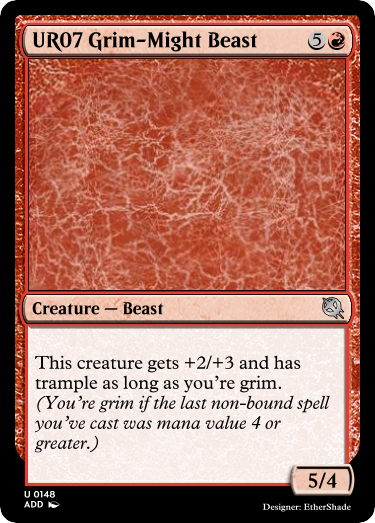 UR07 Grim-Might Beast 5
Creature — Beast
This creature gets +2/+3 and has
trample as long as you're grim.
(You're grim if the last non-bound spell
you've cast was mana value 4 or
greater.)
5/4
U 0148
ADD
Designer: EtherShade